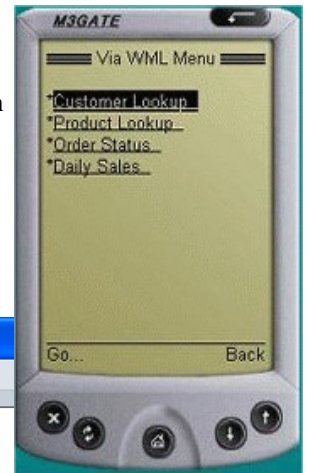 M3GATE
Via WML Menu
*Customer Lookup
*Product Lookup
*Order Status
*Daily Sales
Go... Back